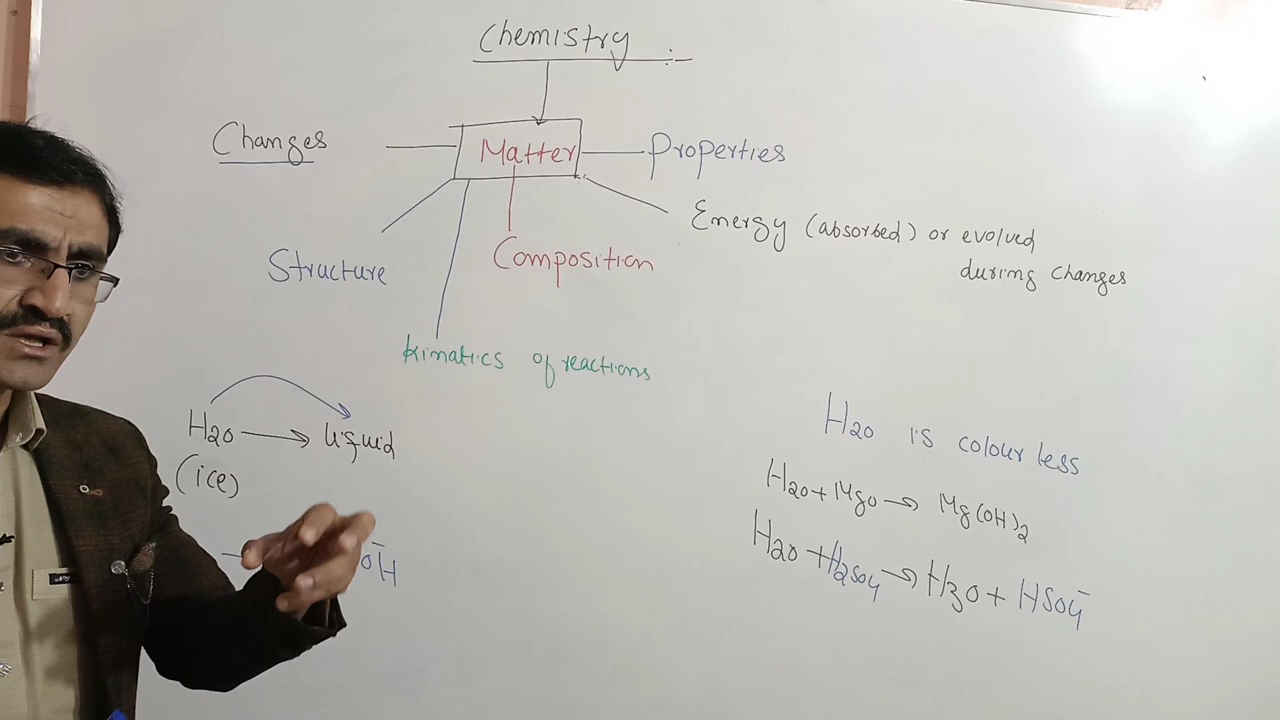 Chemistry :-
Changes
Matter
Properties
Energy (absorbed) or evolved
during changes
Structure
Composition
kinatics of reactions
H2O → liquid
(ice)
OH⁻
H2O is colour less
H2O + MgO → Mg(OH)2
H2O + H2SO4 → H3O + HSO4⁻